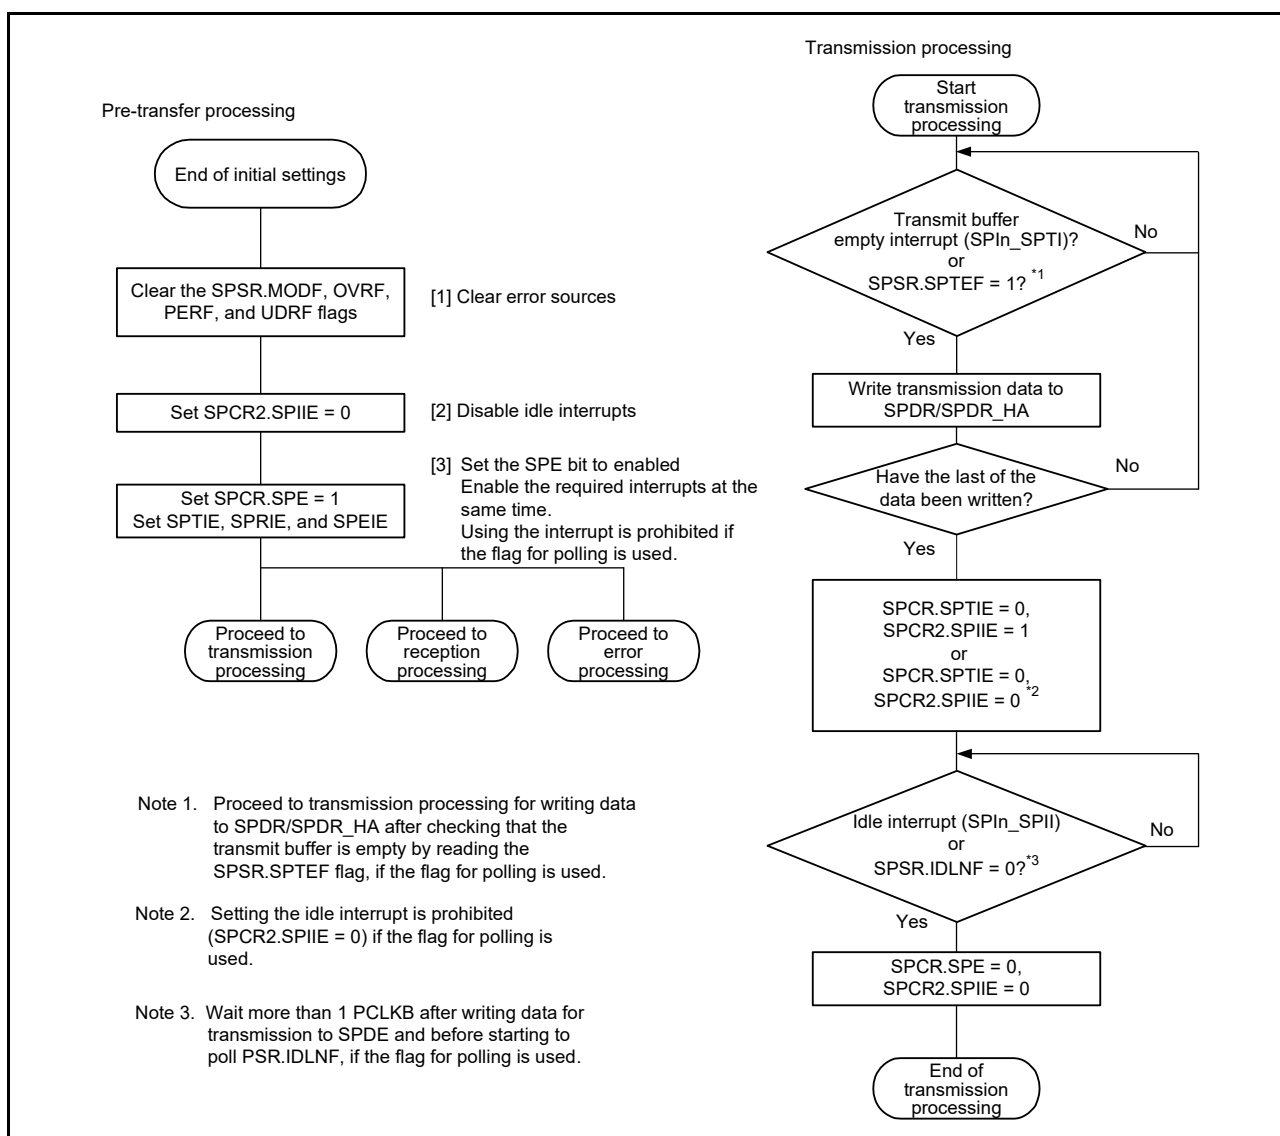 Pre-transfer processing
End of initial settings
Clear the SPSR.MODF, OVRF,
PERF, and UDRF flags
[1] Clear error sources
Set SPCR2.SPIIE = 0
[2] Disable idle interrupts
Set SPCR.SPE = 1
Set SPTIE, SPRIE, and SPEIE
[3] Set the SPE bit to enabled
Enable the required interrupts at the
same time.
Using the interrupt is prohibited if
the flag for polling is used.
Proceed to
transmission
processing
Proceed to
reception
processing
Proceed to
error
processing
Note 1. Proceed to transmission processing for writing data
to SPDR/SPDR_HA after checking that the
transmit buffer is empty by reading the
SPSR.SPTEF flag, if the flag for polling is used.
Note 2. Setting the idle interrupt is prohibited
(SPCR2.SPIIE = 0) if the flag for polling is
used.
Note 3. Wait more than 1 PCLKB after writing data for
transmission to SPDE and before starting to
poll PSR.IDLNF, if the flag for polling is used.
Transmission processing
Start
transmission
processing
Transmit buffer
empty interrupt (SPIn_SPTI)?
or
SPSR.SPTEF = 1? *1
No
Yes
Write transmission data to
SPDR/SPDR_HA
Have the last of the
data been written?
No
Yes
SPCR.SPTIE = 0,
SPCR2.SPIIE = 1
or
SPCR.SPTIE = 0,
SPCR2.SPIIE = 0 *2
Idle interrupt (SPIn_SPII)
or
SPSR.IDLNF = 0?*3
No
Yes
SPCR.SPE = 0,
SPCR2.SPIIE = 0
End of
transmission
processing